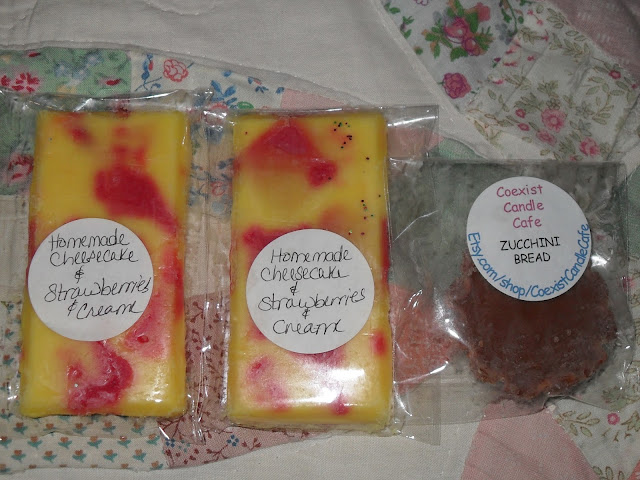 Homemade
Cheesecake
&
Strawberries
& Cream
Homemade
Cheesecake
&
Strawberries
&
Cream
Coexist
Candle
Cafe
ZUCCHINI
BREAD
Etsy.com/shop/CoexistCandleCafe